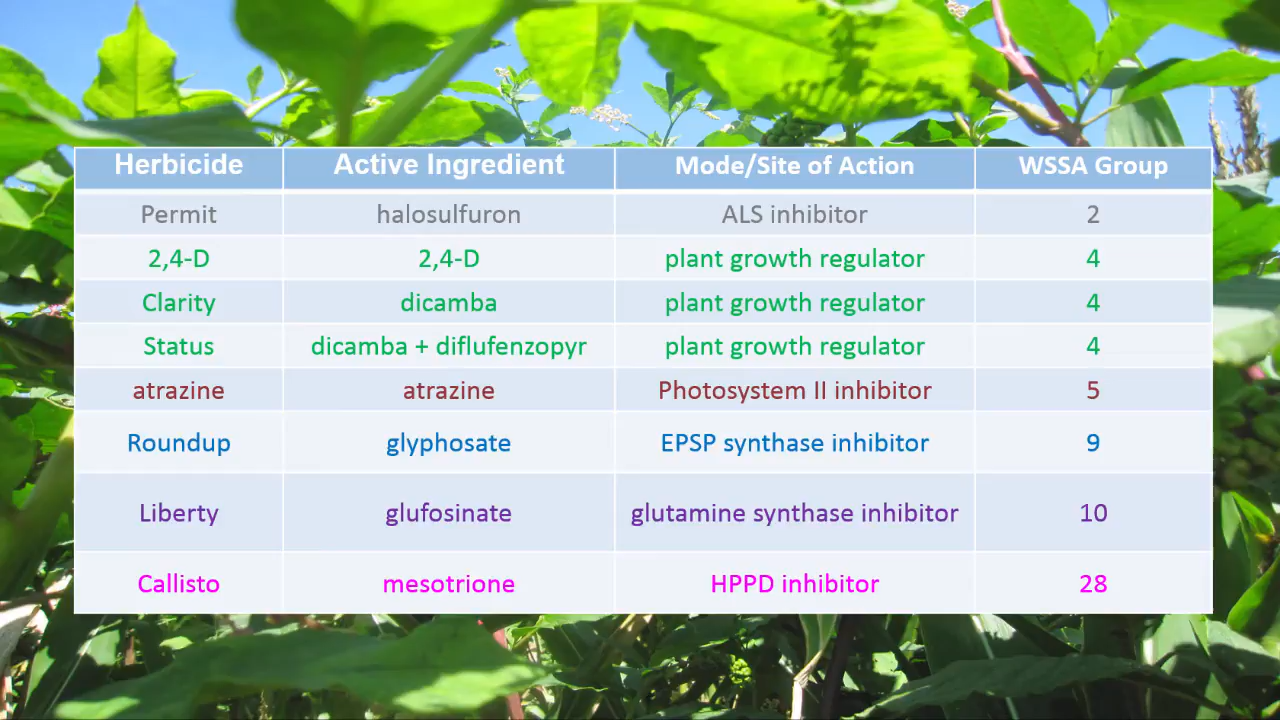 Herbicide Active Ingredient Mode/Site of Action WSSA Group
Permit halosulfuron ALS inhibitor 2
2,4-D 2,4-D plant growth regulator 4
Clarity dicamba plant growth regulator 4
Status dicamba + diflufenzopyr plant growth regulator 4
atrazine atrazine Photosystem II inhibitor 5
Roundup glyphosate EPSP synthase inhibitor 9
Liberty glufosinate glutamine synthase inhibitor 10
Callisto mesotrione HPPD inhibitor 28